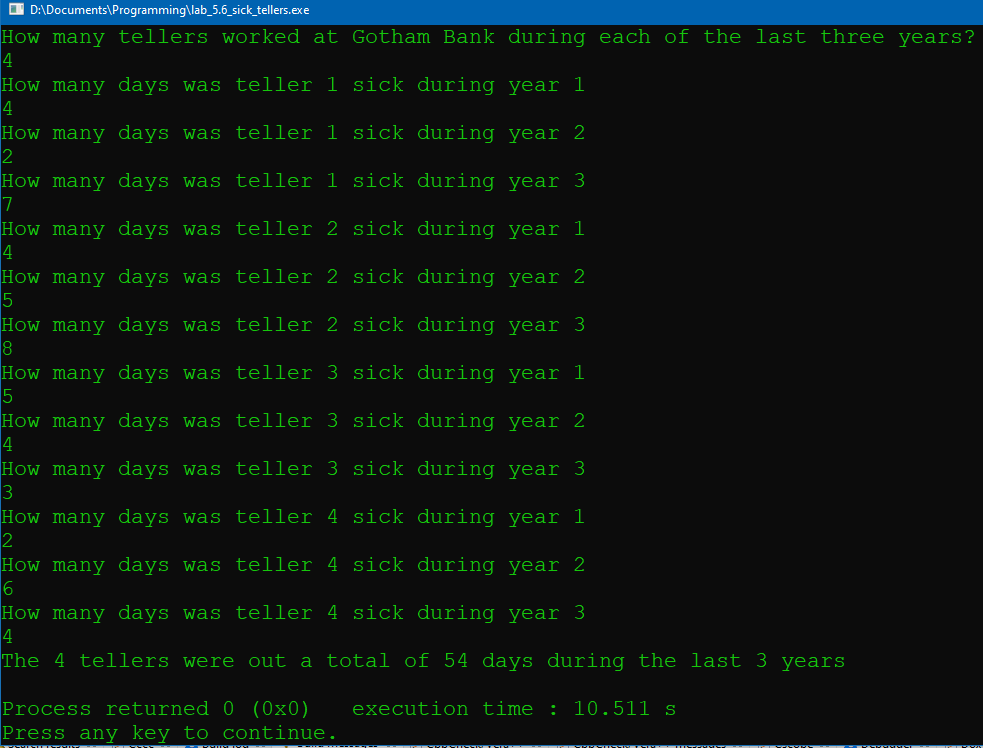 D:\Documents\Programming\lab_5.6_sick_tellers.exe
How many tellers worked at Gotham Bank during each of the last three years?
4
How many days was teller 1 sick during year 1
4
How many days was teller 1 sick during year 2
2
How many days was teller 1 sick during year 3
7
How many days was teller 2 sick during year 1
4
How many days was teller 2 sick during year 2
5
How many days was teller 2 sick during year 3
8
How many days was teller 3 sick during year 1
5
How many days was teller 3 sick during year 2
4
How many days was teller 3 sick during year 3
3
How many days was teller 4 sick during year 1
2
How many days was teller 4 sick during year 2
6
How many days was teller 4 sick during year 3
4
The 4 tellers were out a total of 54 days during the last 3 years
Process returned 0 (0x0)   execution time : 10.511 s
Press any key to continue.